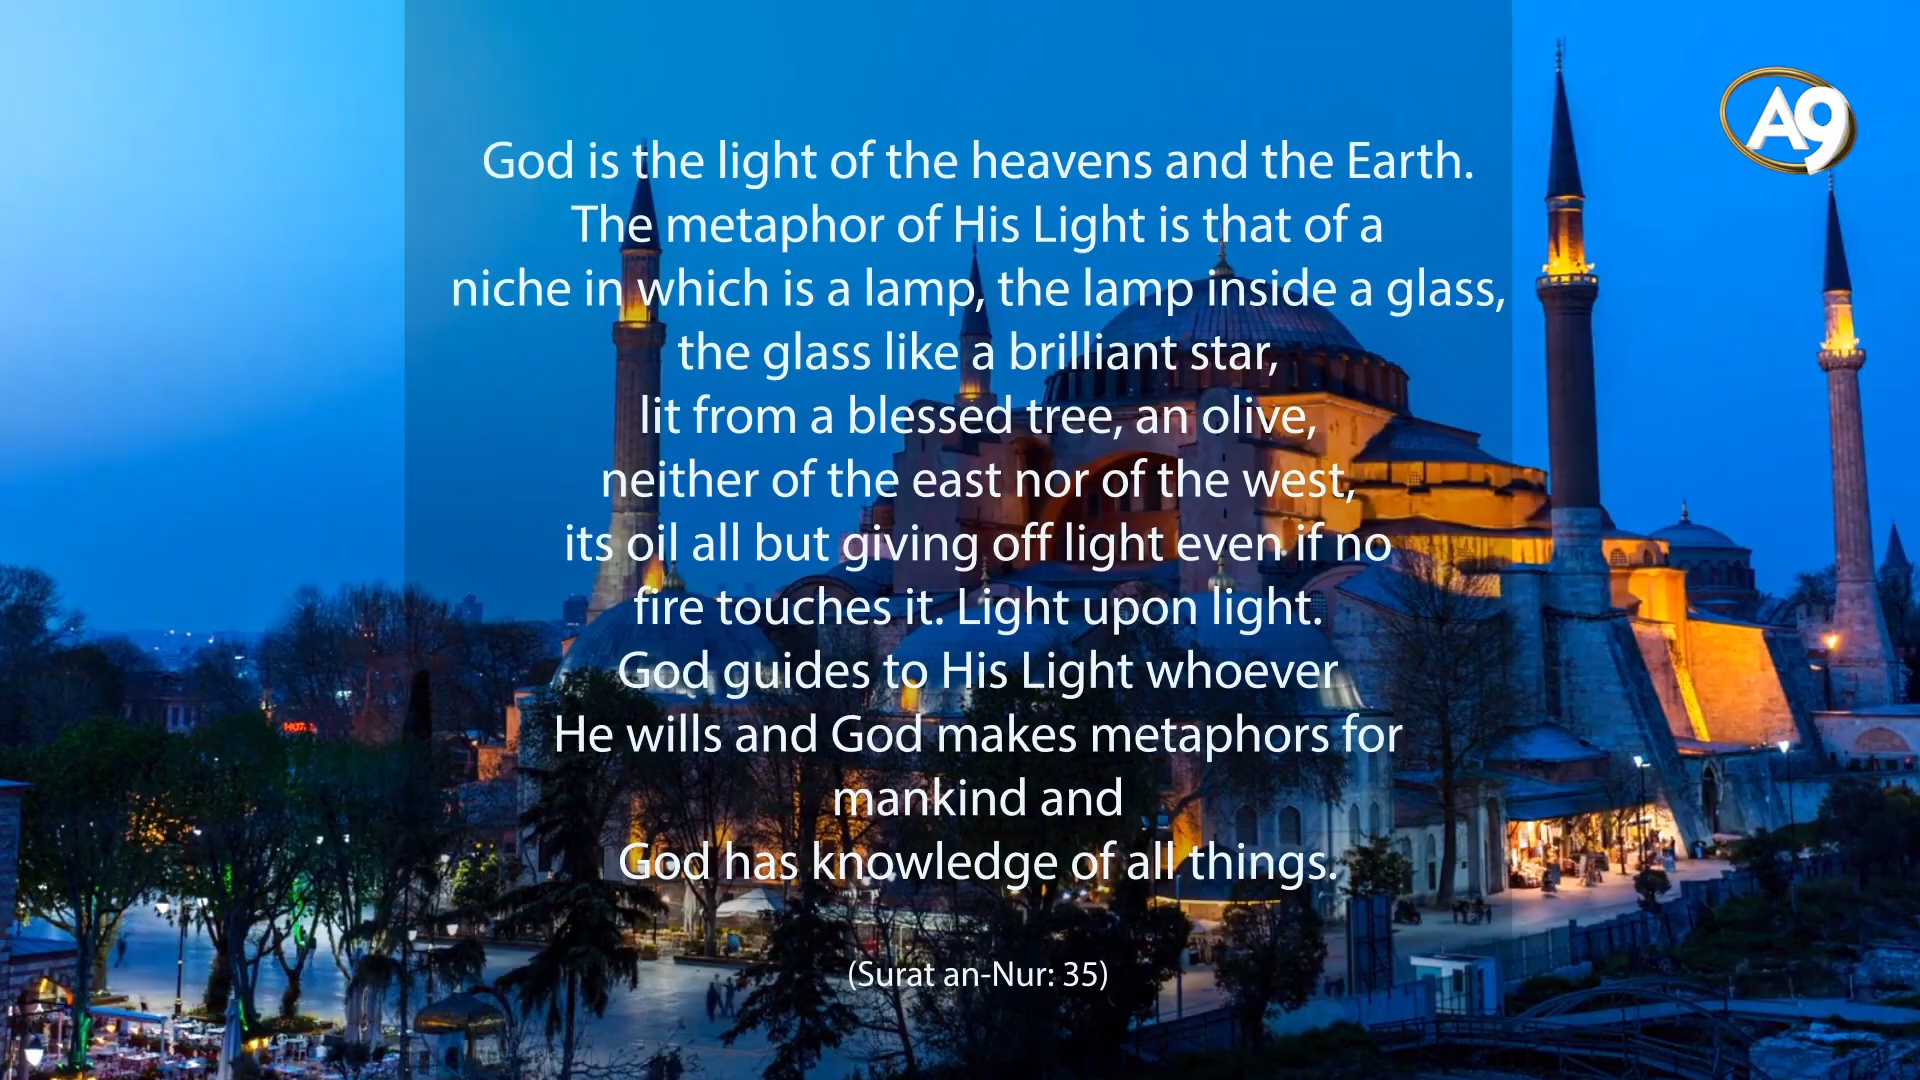 A9
God is the light of the heavens and the Earth.
The metaphor of His Light is that of a
niche in which is a lamp, the lamp inside a glass,
the glass like a brilliant star,
lit from a blessed tree, an olive,
neither of the east nor of the west,
its oil all but giving off light even if no
fire touches it. Light upon light.
God guides to His Light whoever
He wills and God makes metaphors for
mankind and
God has knowledge of all things.
(Surat an-Nur: 35)